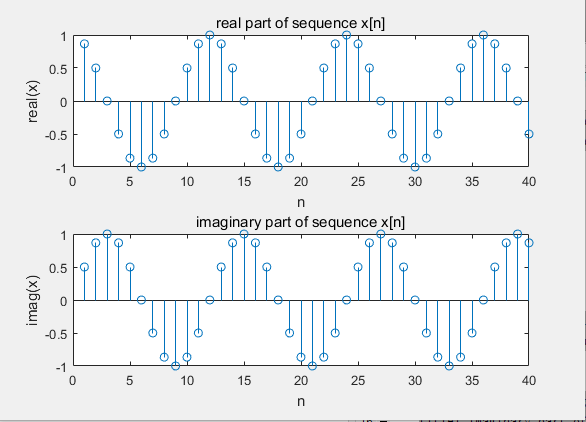 real part of sequence x[n]
1
0.5
0
-0.5
-1
real(x)
0 5 10 15 20 25 30 35 40
n
imaginary part of sequence x[n]
1
0.5
0
-0.5
-1
imag(x)
0 5 10 15 20 25 30 35 40
n